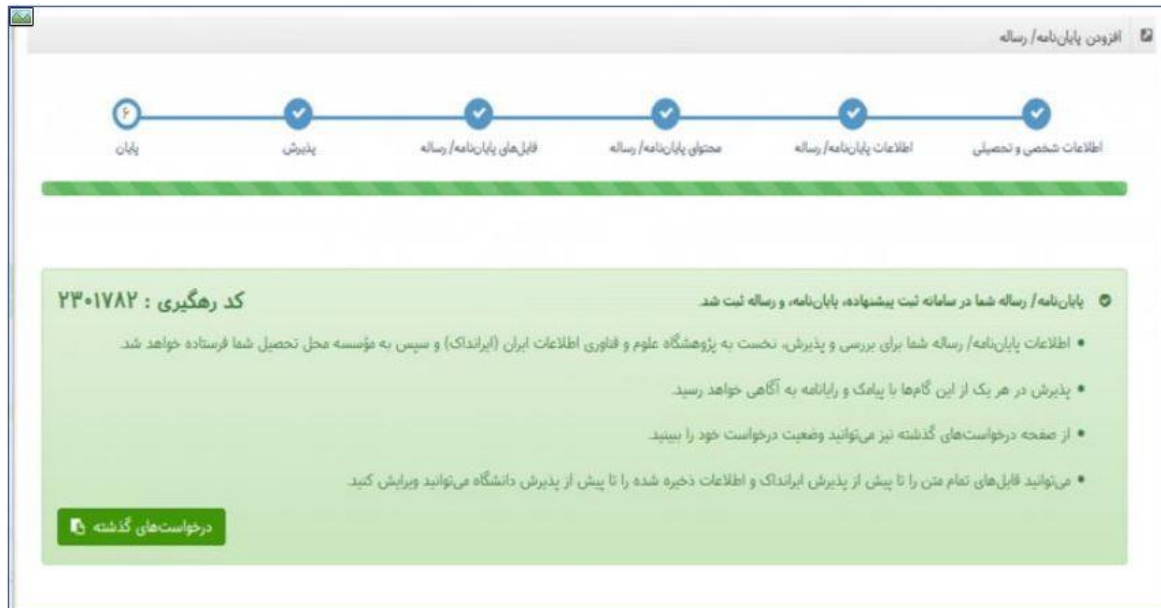 افزودن پایان‌نامه/ رساله
اطلاعات شخصی و تحصیلی
اطلاعات پایان‌نامه/ رساله
محتوای پایان‌نامه/ رساله
فایل‌های پایان‌نامه/ رساله
پذیرش
۶
پایان
پایان‌نامه/ رساله شما در سامانه ثبت پیشنهاده، پایان‌نامه، و رساله ثبت شد.
کد رهگیری : ۲۳۰۱۷۸۲
• اطلاعات پایان‌نامه/ رساله شما برای بررسی و پذیرش، نخست به پژوهشگاه علوم و فناوری اطلاعات ایران (ایرانداک) و سپس به مؤسسه محل تحصیل شما فرستاده خواهد شد.
• پذیرش در هر یک از این گام‌ها با پیامک و رایانامه به آگاهی خواهد رسید.
• از صفحه درخواست‌های گذشته نیز می‌توانید وضعیت درخواست خود را ببینید.
• می‌توانید فایل‌های تمام متن را تا پیش از پذیرش ایرانداک و اطلاعات ذخیره شده را تا پیش از پذیرش دانشگاه می‌توانید ویرایش کنید.
درخواست‌های گذشته